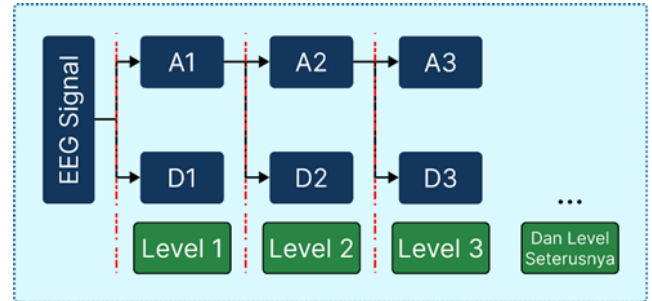 EEG Signal
A1
A2
A3
D1
D2
D3
...
Level 1
Level 2
Level 3
Dan Level
Seterusnya